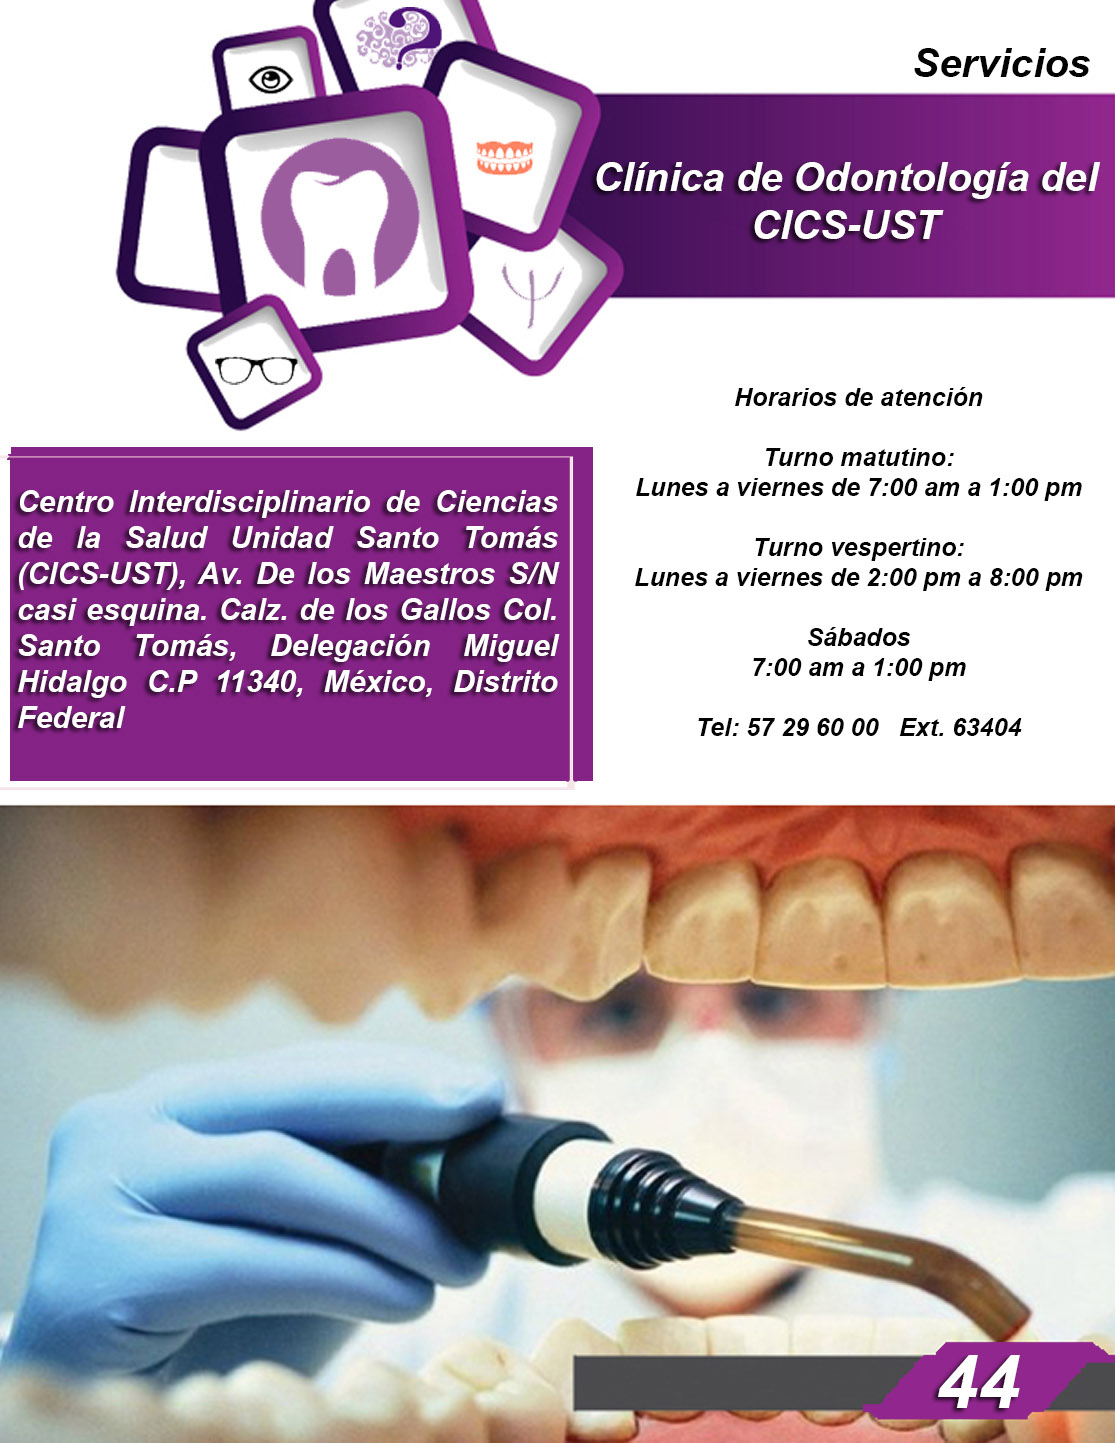 Servicios
Clínica de Odontología del
CICS-UST
Horarios de atención
Turno matutino:
Lunes a viernes de 7:00 am a 1:00 pm
Turno vespertino:
Lunes a viernes de 2:00 pm a 8:00 pm
Sábados
7:00 am a 1:00 pm
Tel: 57 29 60 00 Ext. 63404
Centro Interdisciplinario de Ciencias
de la Salud Unidad Santo Tomás
(CICS-UST), Av. De los Maestros S/N
casi esquina. Calz. de los Gallos Col.
Santo Tomás, Delegación Miguel
Hidalgo C.P 11340, México, Distrito
Federal
44